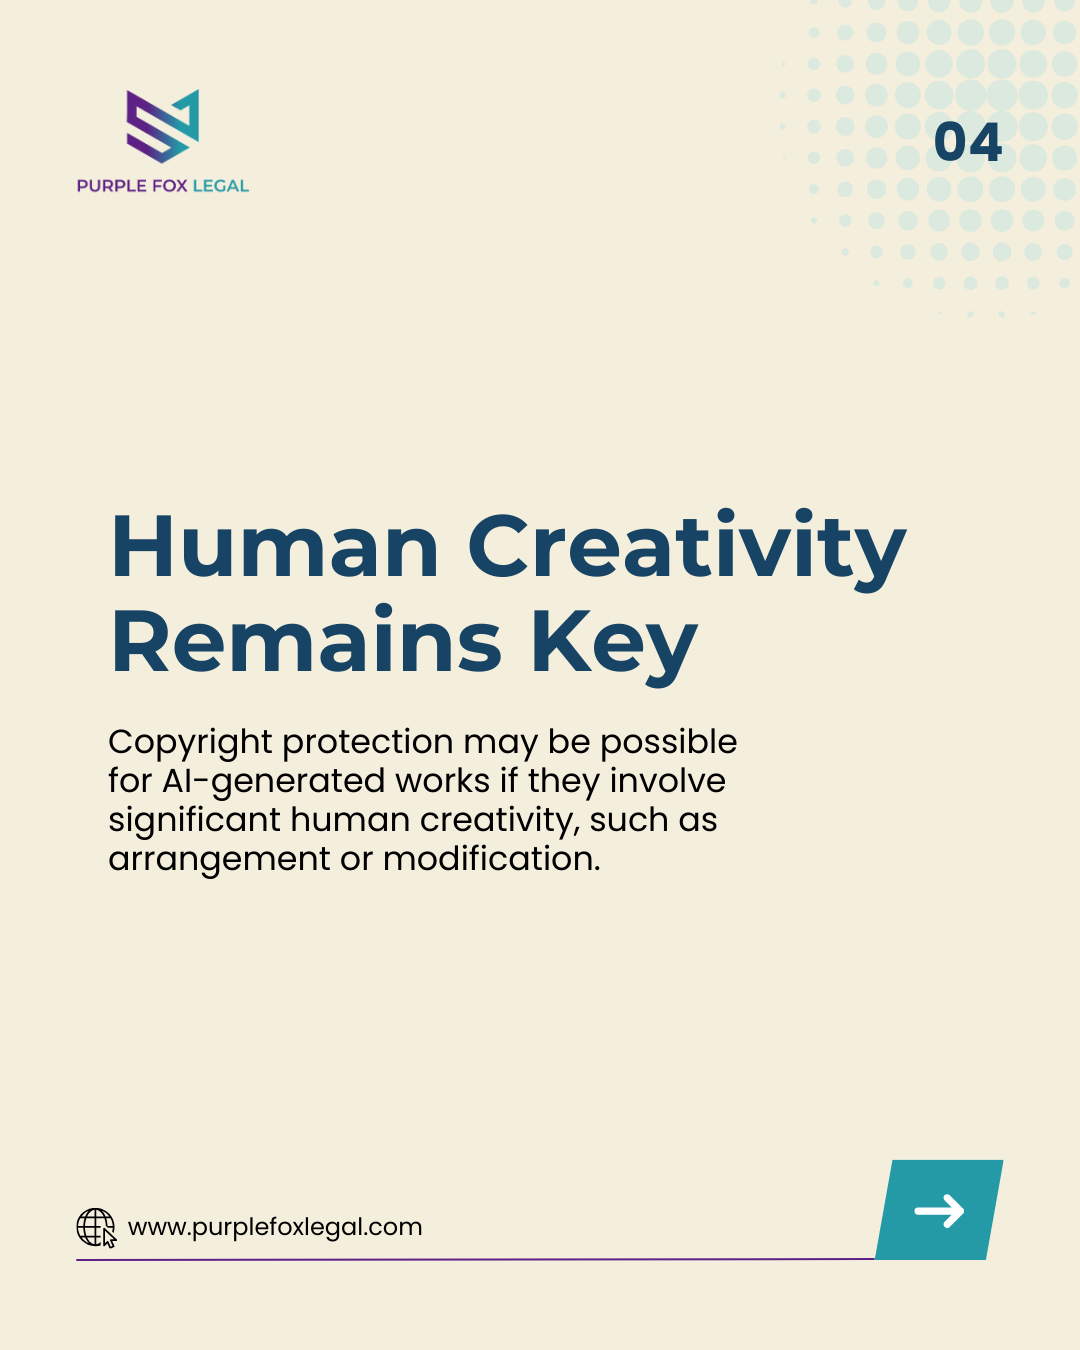 PURPLE FOX LEGAL
04
Human Creativity
Remains Key
Copyright protection may be possible
for AI-generated works if they involve
significant human creativity, such as
arrangement or modification.
www.purplefoxlegal.com